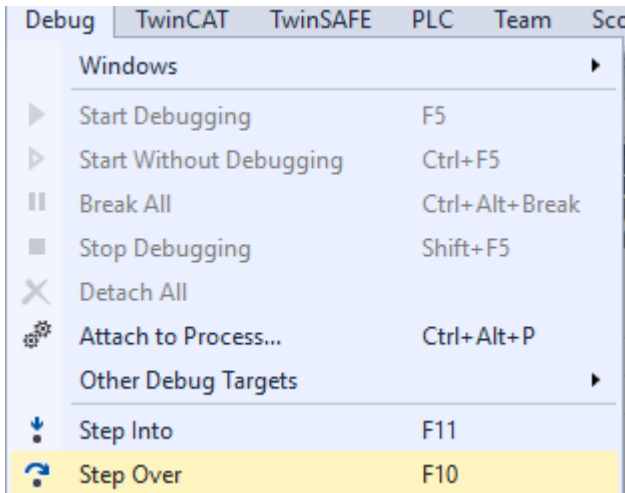 Debug TwinCAT TwinSAFE PLC Team
Windows
Start Debugging F5
Start Without Debugging Ctrl+F5
Break All Ctrl+Alt+Break
Stop Debugging Shift+F5
Detach All
Attach to Process... Ctrl+Alt+P
Other Debug Targets
Step Into F11
Step Over F10